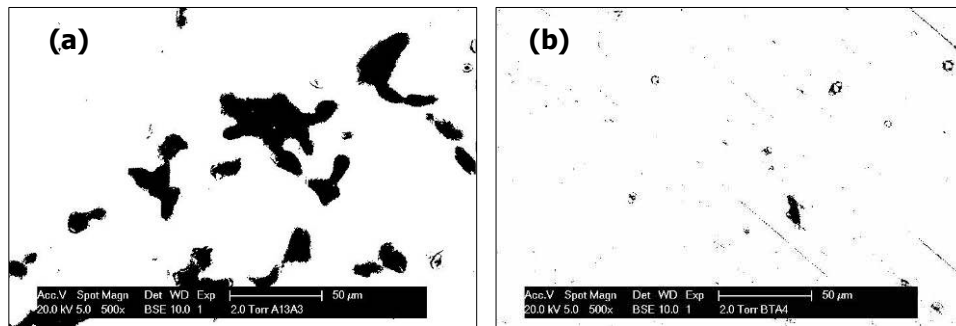 (a)
Acc.V Spot Magn Det WD Exp 50 µm
20.0 kV 5.0 500x BSE 10.0 1 2.0 Torr A13A3
(b)
Acc.V Spot Magn Det WD Exp 50 µm
20.0 kV 5.0 500x BSE 10.0 1 2.0 Torr BTA4